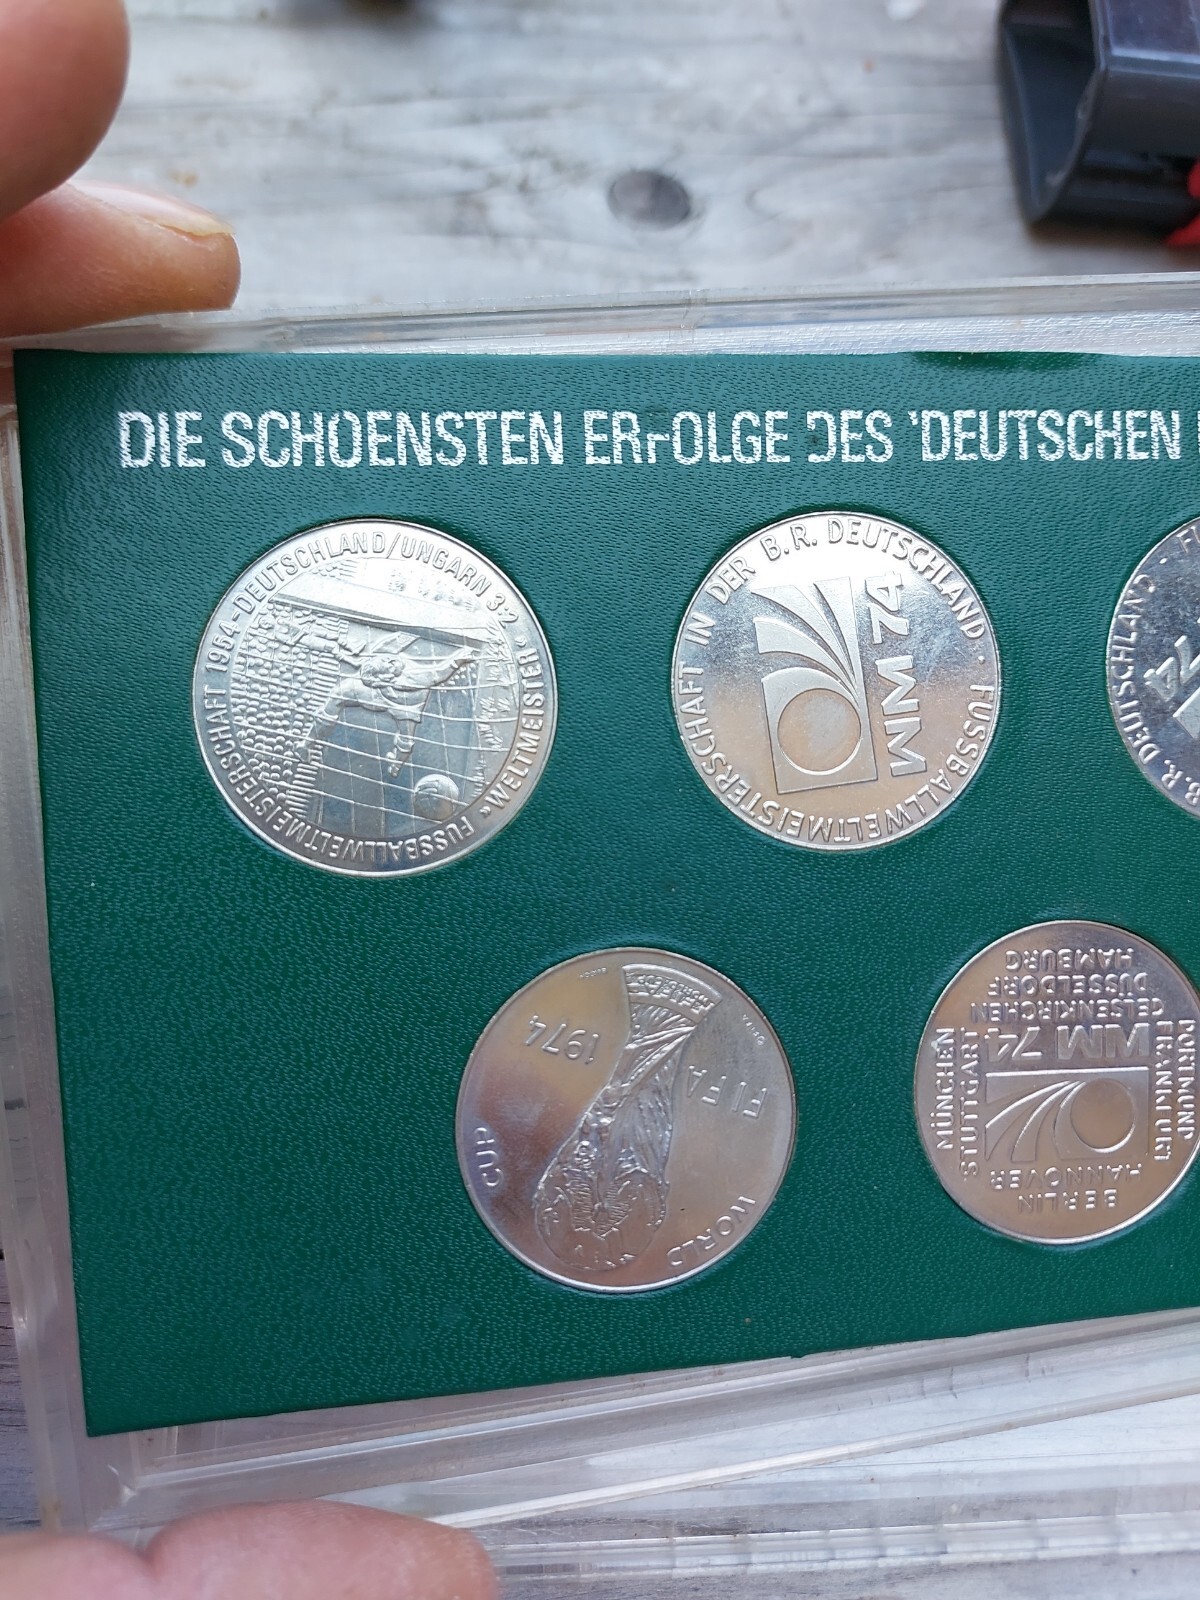 DIE SCHOENSTEN ERFOLGE DES 'DEUTSCHEN
FUSSBALLWELTMEISTERSCHAFT 1954-DEUTSCHLAND/UNGARN 3:2
"WELTMEISTER"
FUSSBALLWELTMEISTERSCHAFT IN DER B.R. DEUTSCHLAND ·
WM 74
B.R. DEUTSCHLAND ·
FIFA
WORLD
CUP
1974
HAMBURG
DÜSSELDORF
GELSENKIRCHEN
WM 74
MÜNCHEN
STUTTGART
DORTMUND
FRANKFURT
HANNOVER
BERLIN